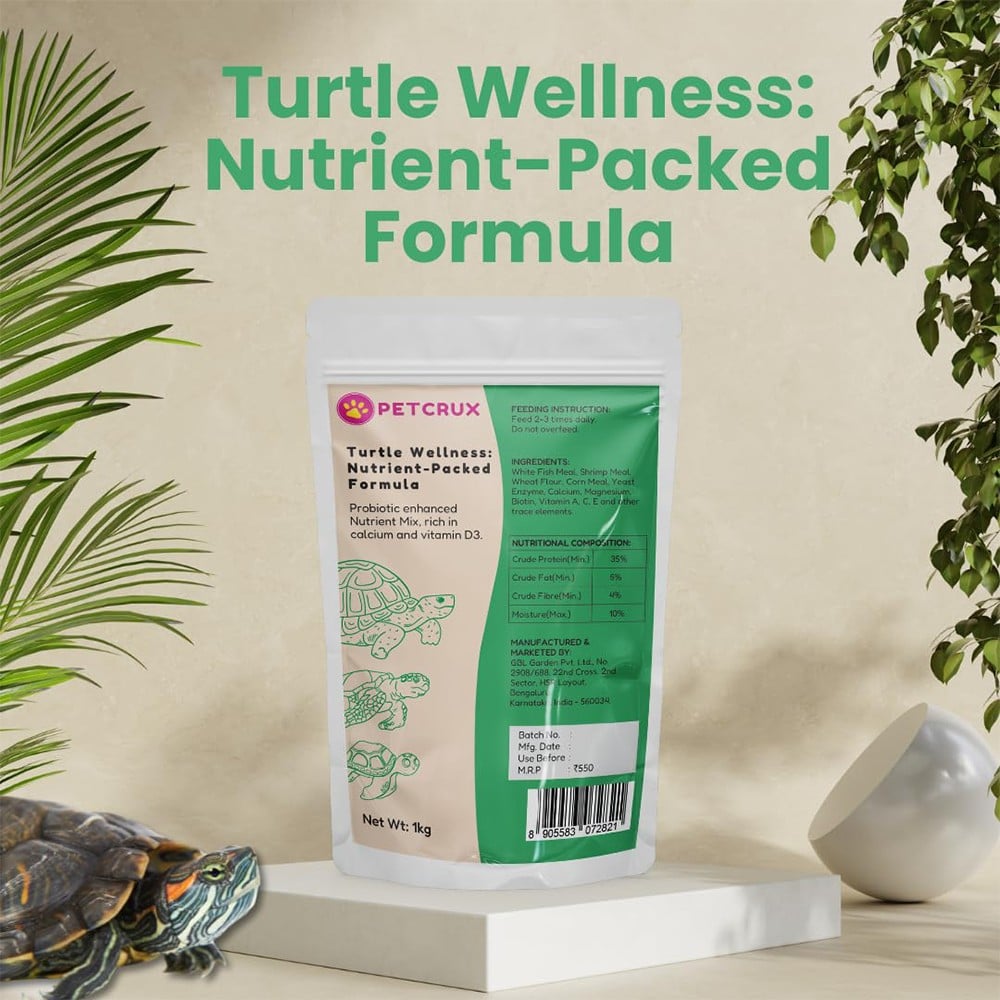 Turtle Wellness:
Nutrient-Packed
Formula
PETCRUX
Turtle Wellness:
Nutrient-Packed
Formula
Probiotic enhanced
Nutrient Mix, rich in
calcium and vitamin D3.
Net Wt: 1kg
FEEDING INSTRUCTION:
Feed 2-3 times daily.
Do not overfeed.
INGREDIENTS:
White Fish Meal, Shrimp Meal,
Wheat Flour, Corn Meal, Yeast
Enzyme, Calcium, Magnesium,
Biotin, Vitamin A, C, E and other
trace elements.
NUTRITIONAL COMPOSITION:
Crude Protein(Min.) 35%
Crude Fat(Min.) 5%
Crude Fibre(Min.) 4%
Moisture(Max.) 10%
MANUFACTURED &
MARKETED BY:
GBL Garden Pvt. Ltd., No.
2908/688, 22nd Cross, 2nd
Sector, HSR Layout,
Bengaluru,
Karnataka, India - 560034.
Batch No. :
Mfg. Date :
Use Before :
M.R.P : ₹550
8 905583 072821